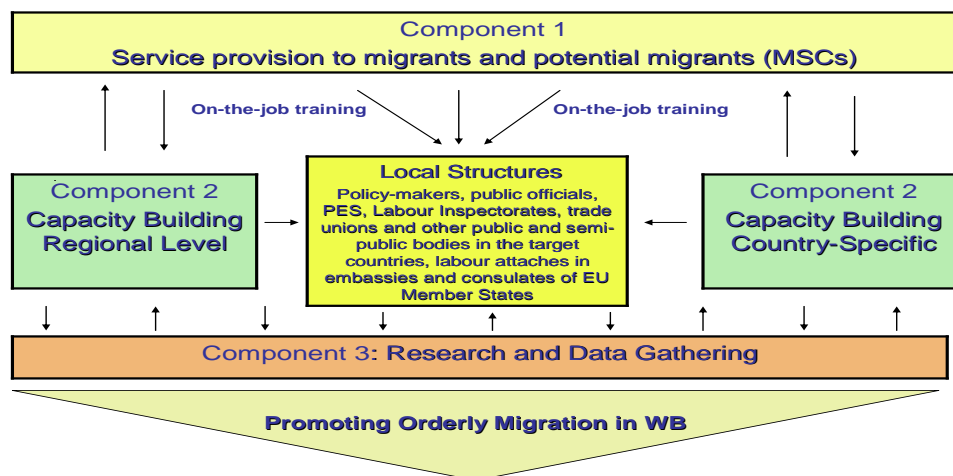 Component 1
Service provision to migrants and potential migrants (MSCs)
On-the-job training
On-the-job training
Component 2
Capacity Building
Regional Level
Local Structures
Policy-makers, public officials,
PES, Labour Inspectorates, trade
unions and other public and semi-
public bodies in the target
countries, labour attaches in
embassies and consulates of EU
Member States
Component 2
Capacity Building
Country-Specific
Component 3: Research and Data Gathering
Promoting Orderly Migration in WB